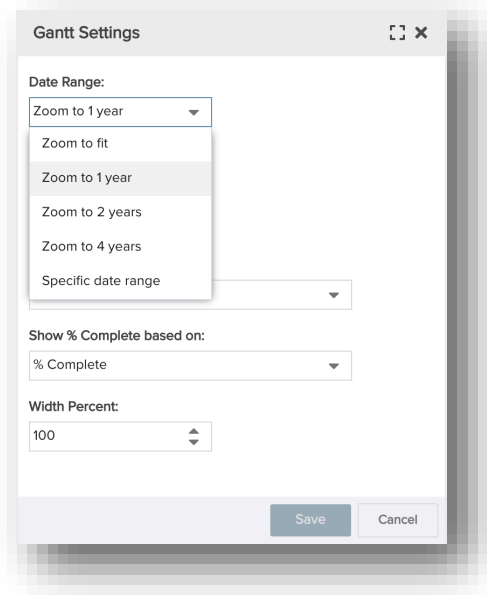 Gantt Settings
Date Range:
Zoom to 1 year
Zoom to fit
Zoom to 1 year
Zoom to 2 years
Zoom to 4 years
Specific date range
Show % Complete based on:
% Complete
Width Percent:
100
Save Cancel